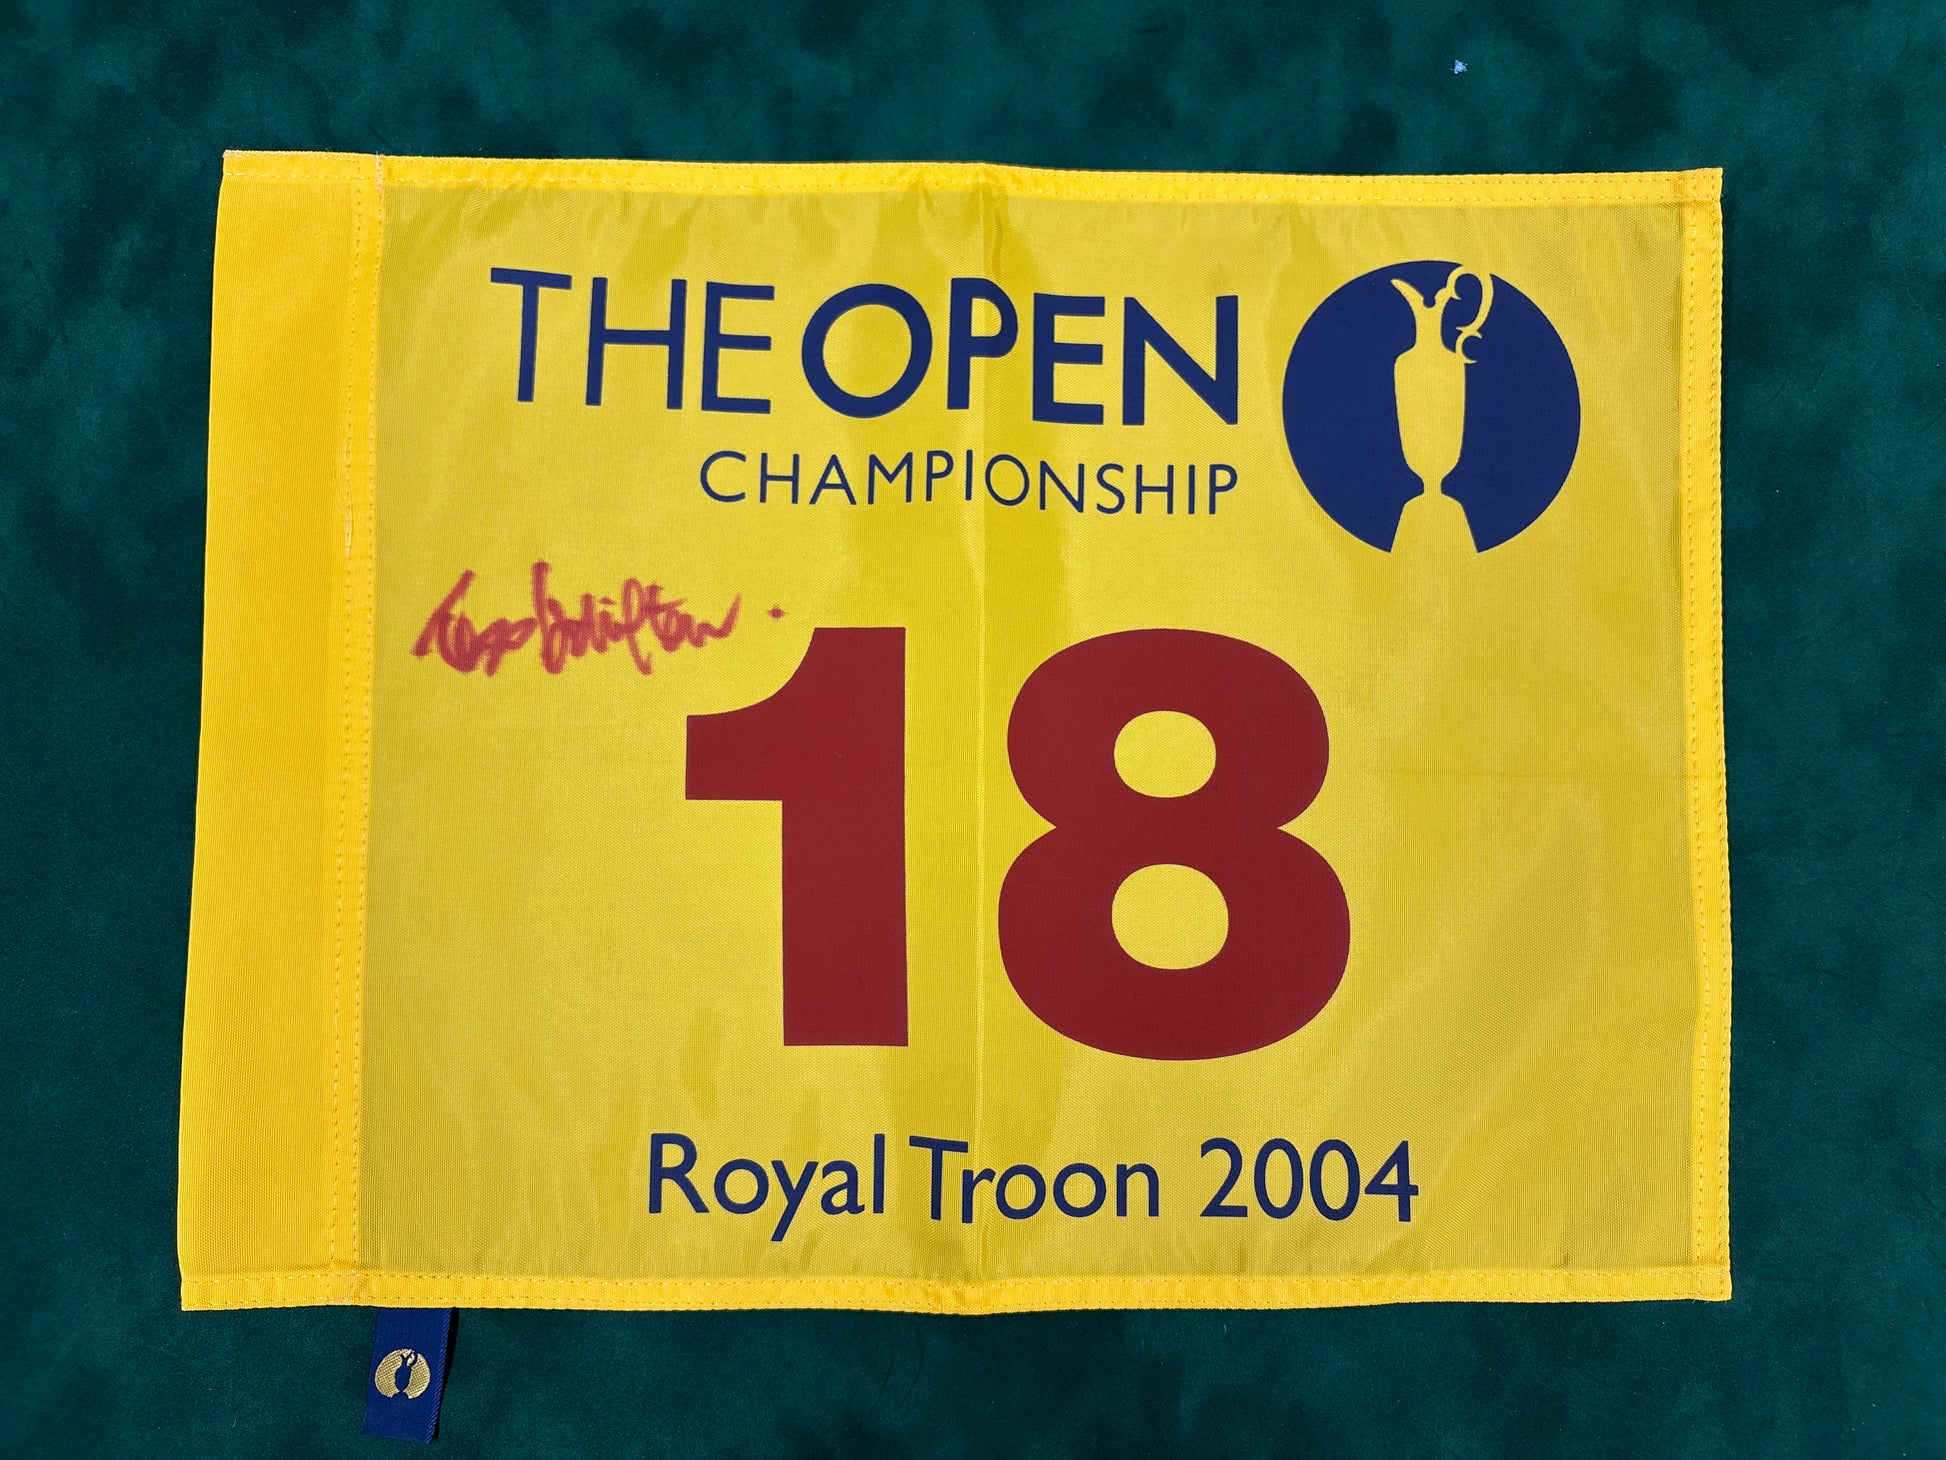 THE OPEN
CHAMPIONSHIP
18
Royal Troon 2004